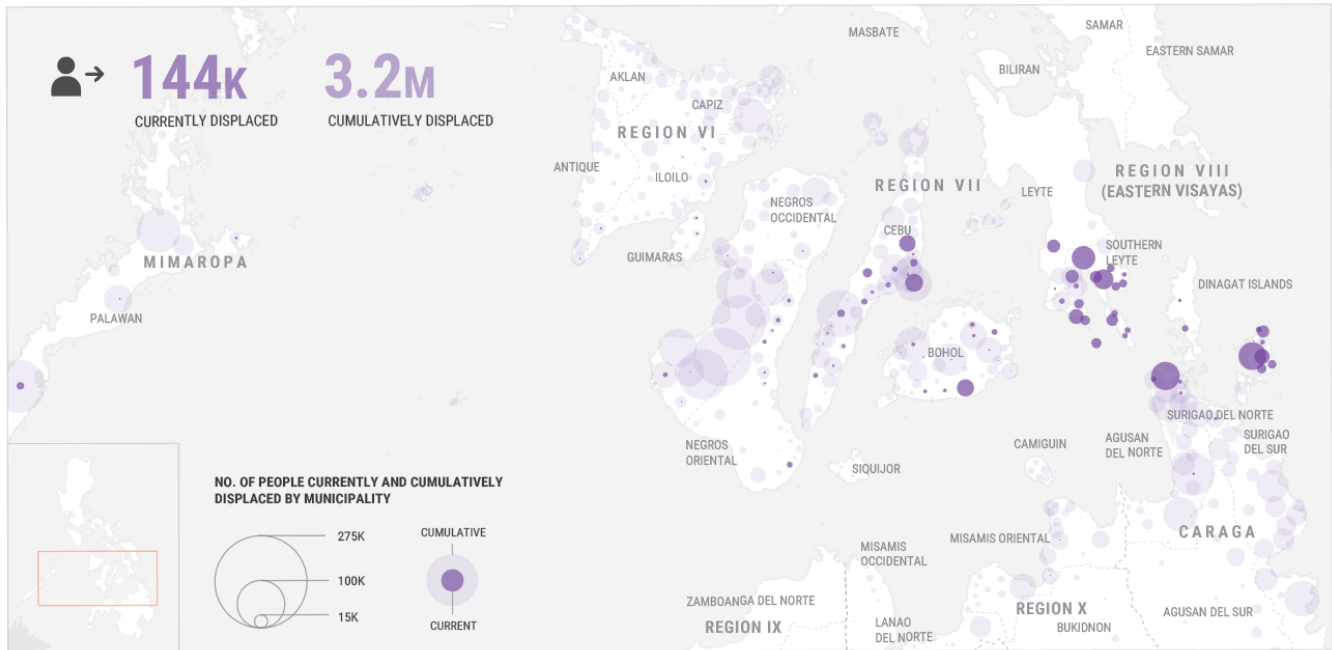 144K
CURRENTLY DISPLACED
3.2M
CUMULATIVELY DISPLACED
MASBATE
SAMAR
EASTERN SAMAR
BILIRAN
AKLAN
CAPIZ
REGION VI
ANTIQUE
ILOILO
REGION VII
REGION VIII
(EASTERN VISAYAS)
LEYTE
NEGROS
OCCIDENTAL
CEBU
GUIMARAS
SOUTHERN
LEYTE
MIMAROPA
DINAGAT ISLANDS
PALAWAN
BOHOL
SURIGAO DEL NORTE
NEGROS
ORIENTAL
SIQUIJOR
CAMIGUIN
AGUSAN
DEL NORTE
SURIGAO
DEL SUR
NO. OF PEOPLE CURRENTLY AND CUMULATIVELY
DISPLACED BY MUNICIPALITY
275K
100K
15K
CUMULATIVE
CURRENT
MISAMIS ORIENTAL
CARAGA
MISAMIS
OCCIDENTAL
ZAMBOANGA DEL NORTE
REGION IX
LANAO
DEL NORTE
REGION X
BUKIDNON
AGUSAN DEL SUR